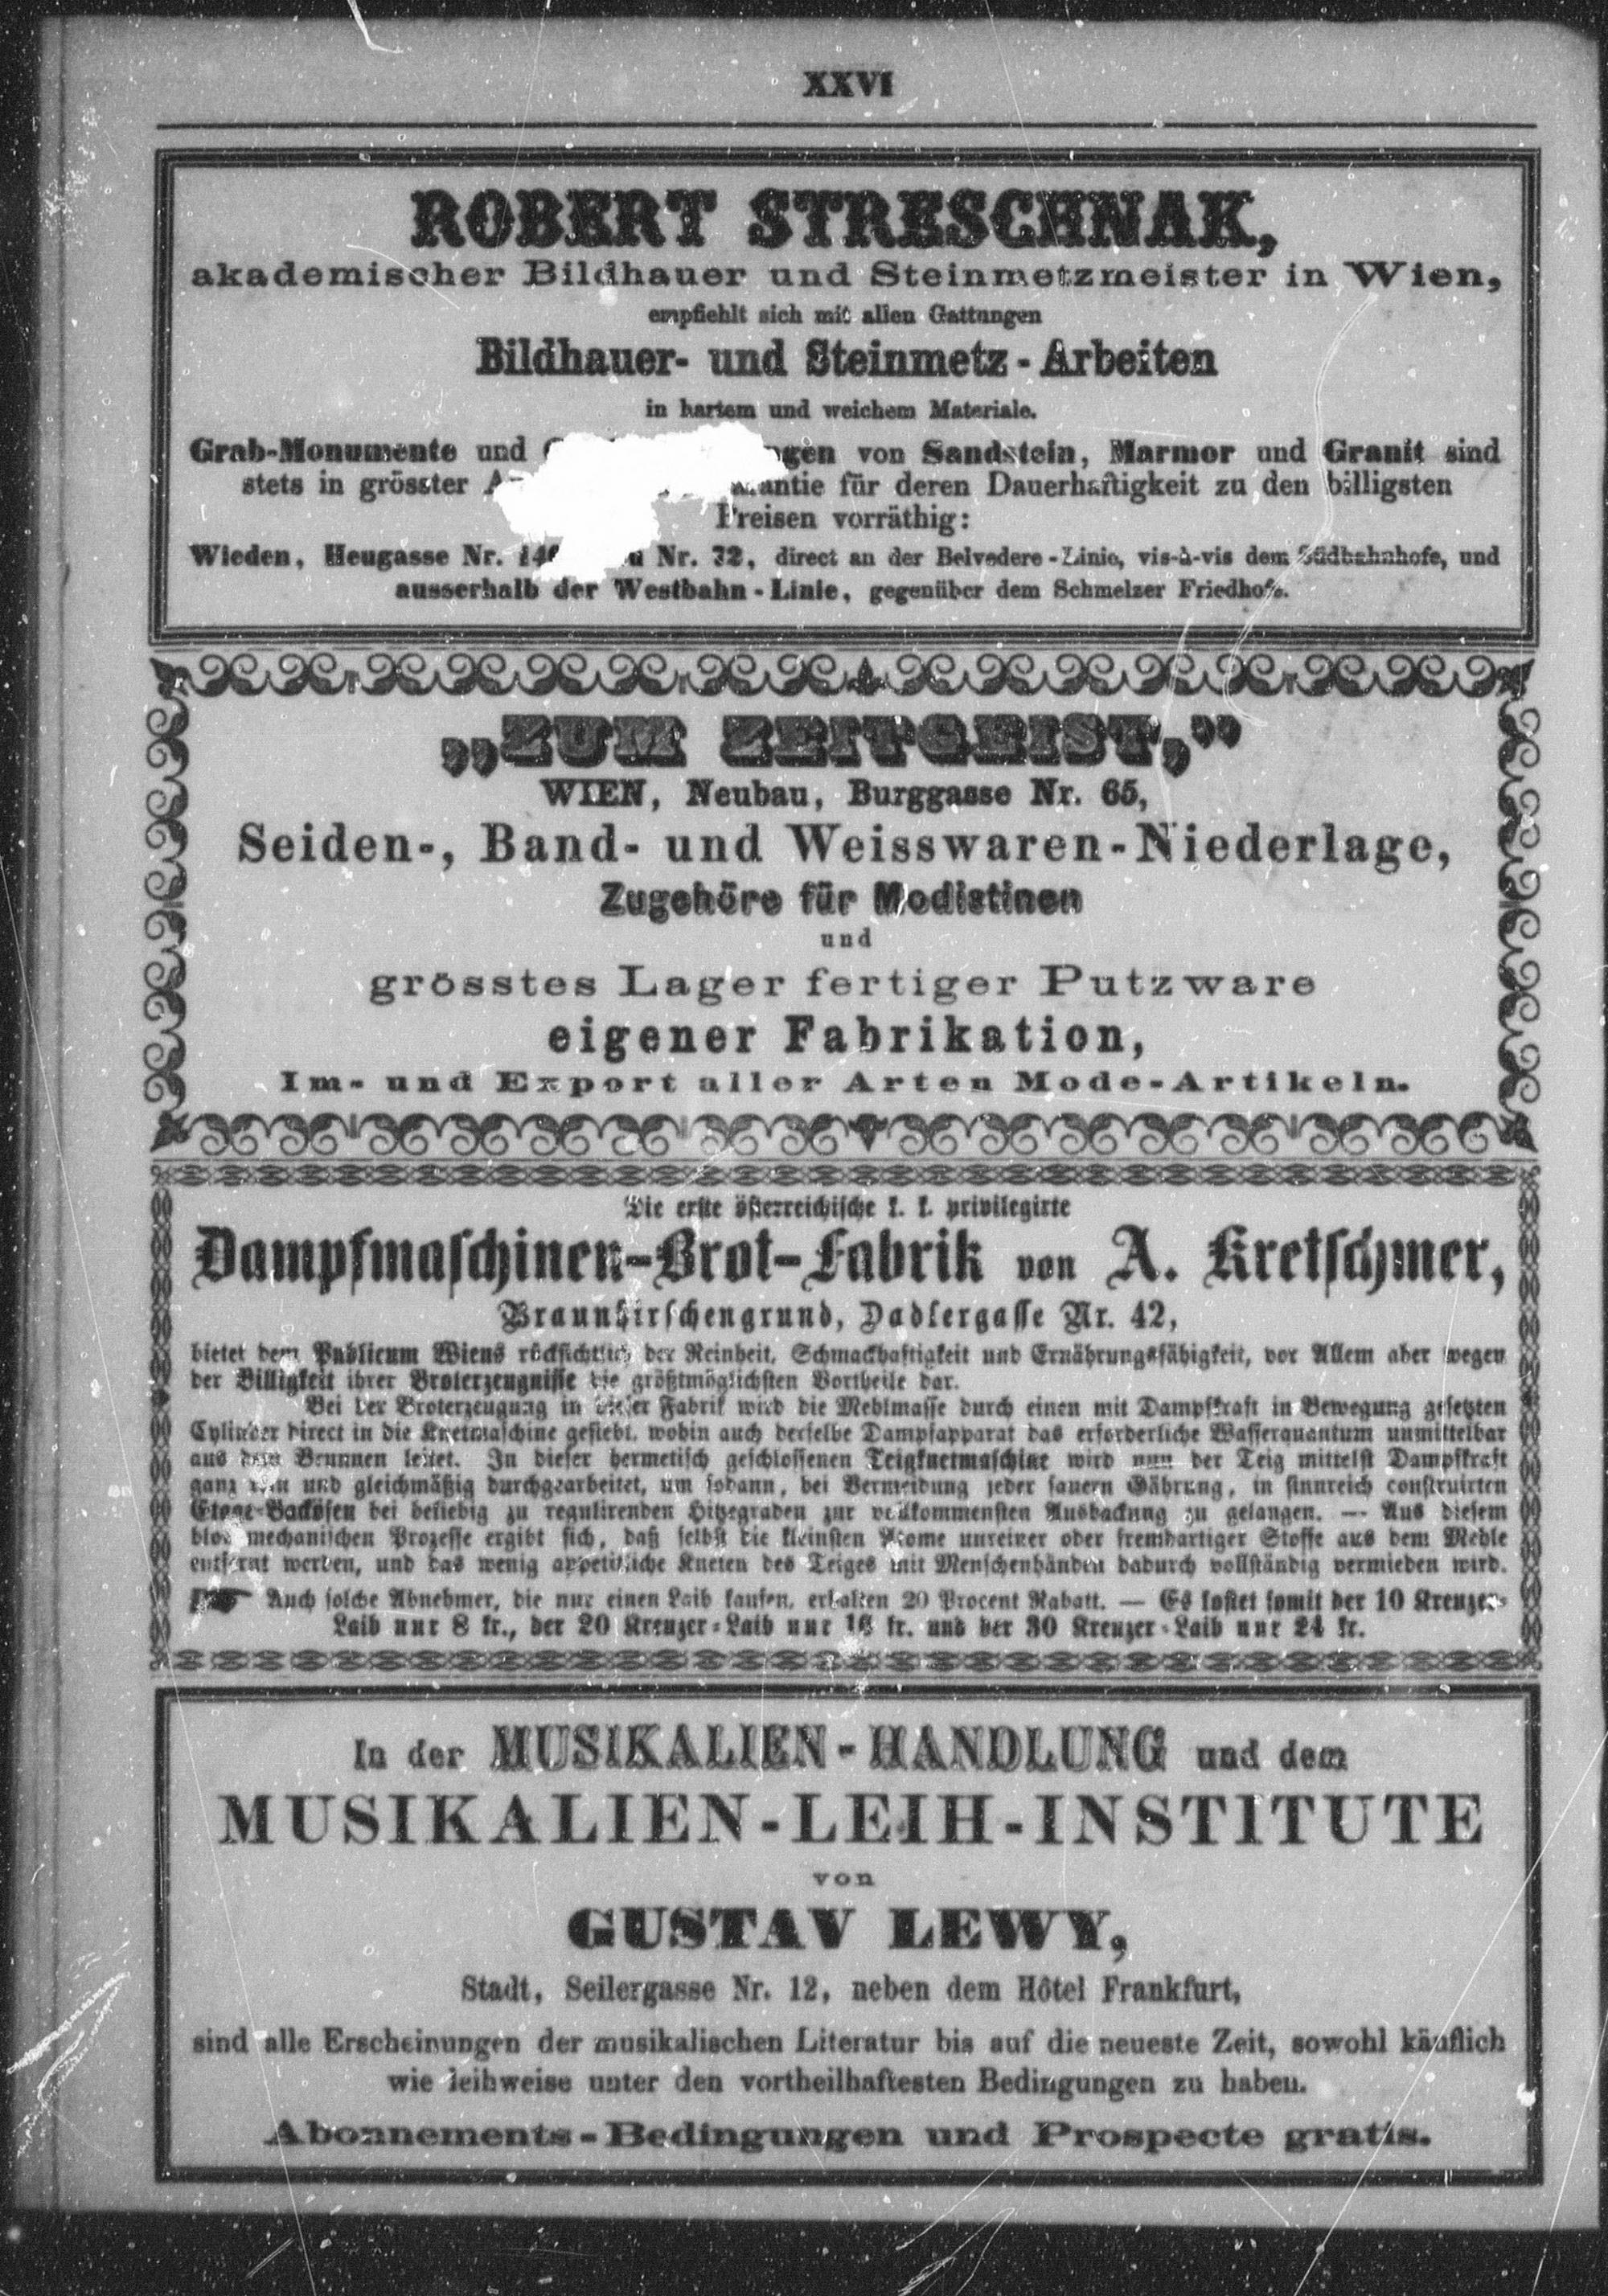 XXVI
ROBERT STRESCHNAK,
akademischer Bildhauer und Steinmetzmeister in Wien,
empfiehlt sich mit allen Gattungen
Bildhauer- und Steinmetz-Arbeiten
in hartem und weichem Materiale.
Grab-Monumente und von Sandstein, Marmor und Granit sind
stets in grösster für deren Dauerhaftigkeit zu den billigsten
Preisen vorräthig:
Wieden, Heugasse Nr. Nr. 72, direct an der Belvedere-Linie, vis-à-vis dem Südbahnhofe, und
ausserhalb der Westbahn-Linie, gegenüber dem Schmelzer Friedhofe.
„ZUM ZEITGEIST,”
WIEN, Neubau, Burggasse Nr. 65,
Seiden-, Band- und Weisswaren-Niederlage,
Zugehöre für Modistinen
und
grösstes Lager fertiger Putzware
eigener Fabrikation,
Im- und Export aller Arten Mode-Artikeln.
Die erste österreichische k. k. privilegirte
Dampfmaschinen-Brot-Fabrik von A. Kretschmer,
Braunhirschengrund, Dadlergasse Nr. 42,
bietet dem Publicum Wiens rücksichtlich der Reinheit, Schmackhaftigkeit und Ernährungsfähigkeit, vor Allem aber wegen
der Billigkeit ihrer Broterzeugnisse die größtmöglichsten Vortheile dar.
Bei der Broterzeugung in dieser Fabrik wird die Mehlmasse durch einen mit Dampfkraft in Bewegung gesetzten
Cylinder direct in die Knetmaschine gesiebt, wobin auch derselbe Dampfapparat das erforderliche Wasserquantum unmittelbar
aus dem Brunnen leitet. In dieser hermetisch geschlossenen Teigknetmaschine wird nun der Teig mittelst Dampfkraft
ganz rein und gleichmäßig durchgearbeitet, um sodann, bei Vermeidung jeder sauern Gährung, in sinnreich construirten
Etage-Backöfen bei beliebig zu regulirenden Hitzegraden zur vollkommensten Ausbackung zu gelangen. — Aus diesem
blos mechanischen Prozesse ergibt sich, daß selbst die kleinsten Atome unreiner oder fremdartiger Stoffe aus dem Mehle
entfernt werden, und das wenig appetitliche Kneten des Teiges mit Menschenhänden dadurch vollständig vermieden wird.
☛ Auch solche Abnehmer, die nur einen Laib kaufen, erhalten 20 Procent Rabatt. — Es kostet somit der 10 Kreuzer-
Laib nur 8 kr., der 20 Kreuzer-Laib nur 16 kr. und der 30 Kreuzer-Laib nur 24 kr.
In der MUSIKALIEN-HANDLUNG und dem
MUSIKALIEN-LEIH-INSTITUTE
von
GUSTAV LEWY,
Stadt, Seilergasse Nr. 12, neben dem Hôtel Frankfurt,
sind alle Erscheinungen der musikalischen Literatur bis auf die neueste Zeit, sowohl käuflich
wie leihweise unter den vortheilhaftesten Bedingungen zu haben.
Abonnements-Bedingungen und Prospecte gratis.